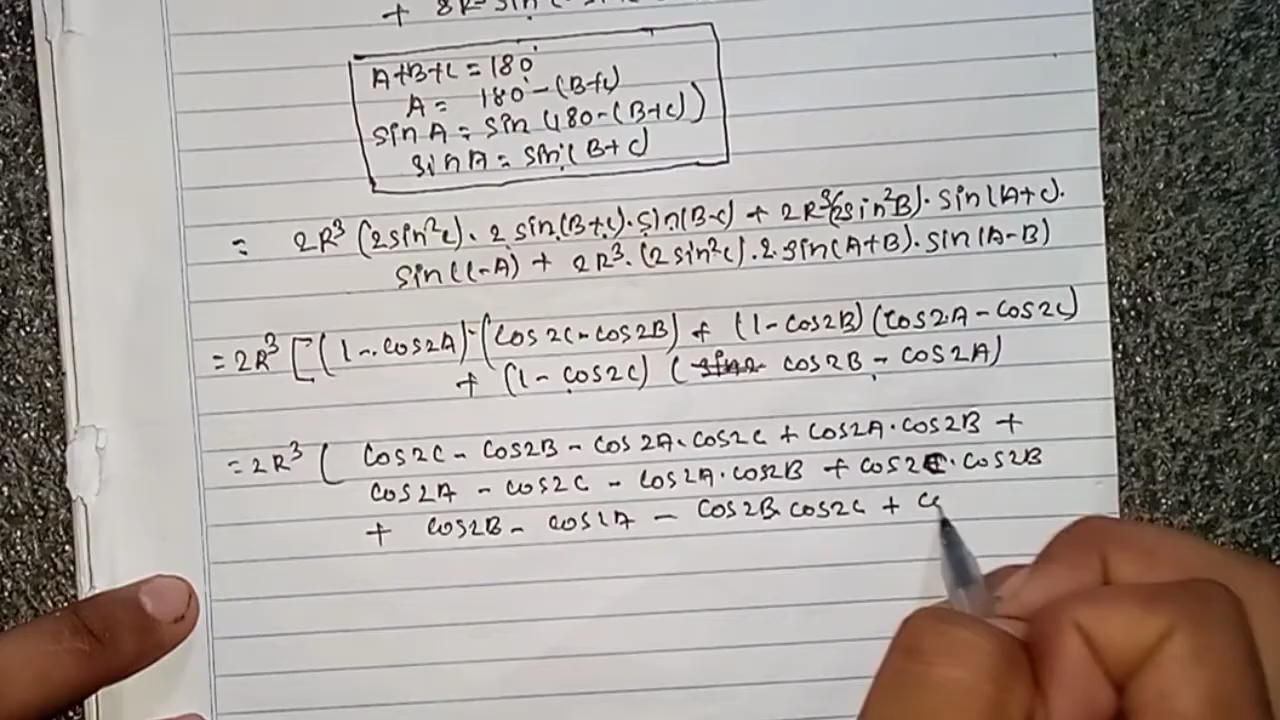 + 8R
A+B+C = 180°
A = 180° - (B+C)
sin A = sin (180 - (B+C))
sin A = sin (B+C)
= 2R³ (2sin²C). 2 sin(B+C).sin(B-C) + 2R³(2sin²B). sin(A+C).
sin(C-A) + 2R³. (2sin²C).2.sin(A+B).sin(A-B)
= 2R³ [(1-cos2A) (cos2C-cos2B) + (1-cos2B) (cos2A-cos2C)
+ (1-cos2C) ( cos2B - cos2A)
= 2R³ ( cos2C - cos2B - cos2A.cos2C + cos2A.cos2B +
cos2A - cos2C - cos2A.cos2B + cos2C.cos2B
+ cos2B - cos2A - cos2B.cos2C + co